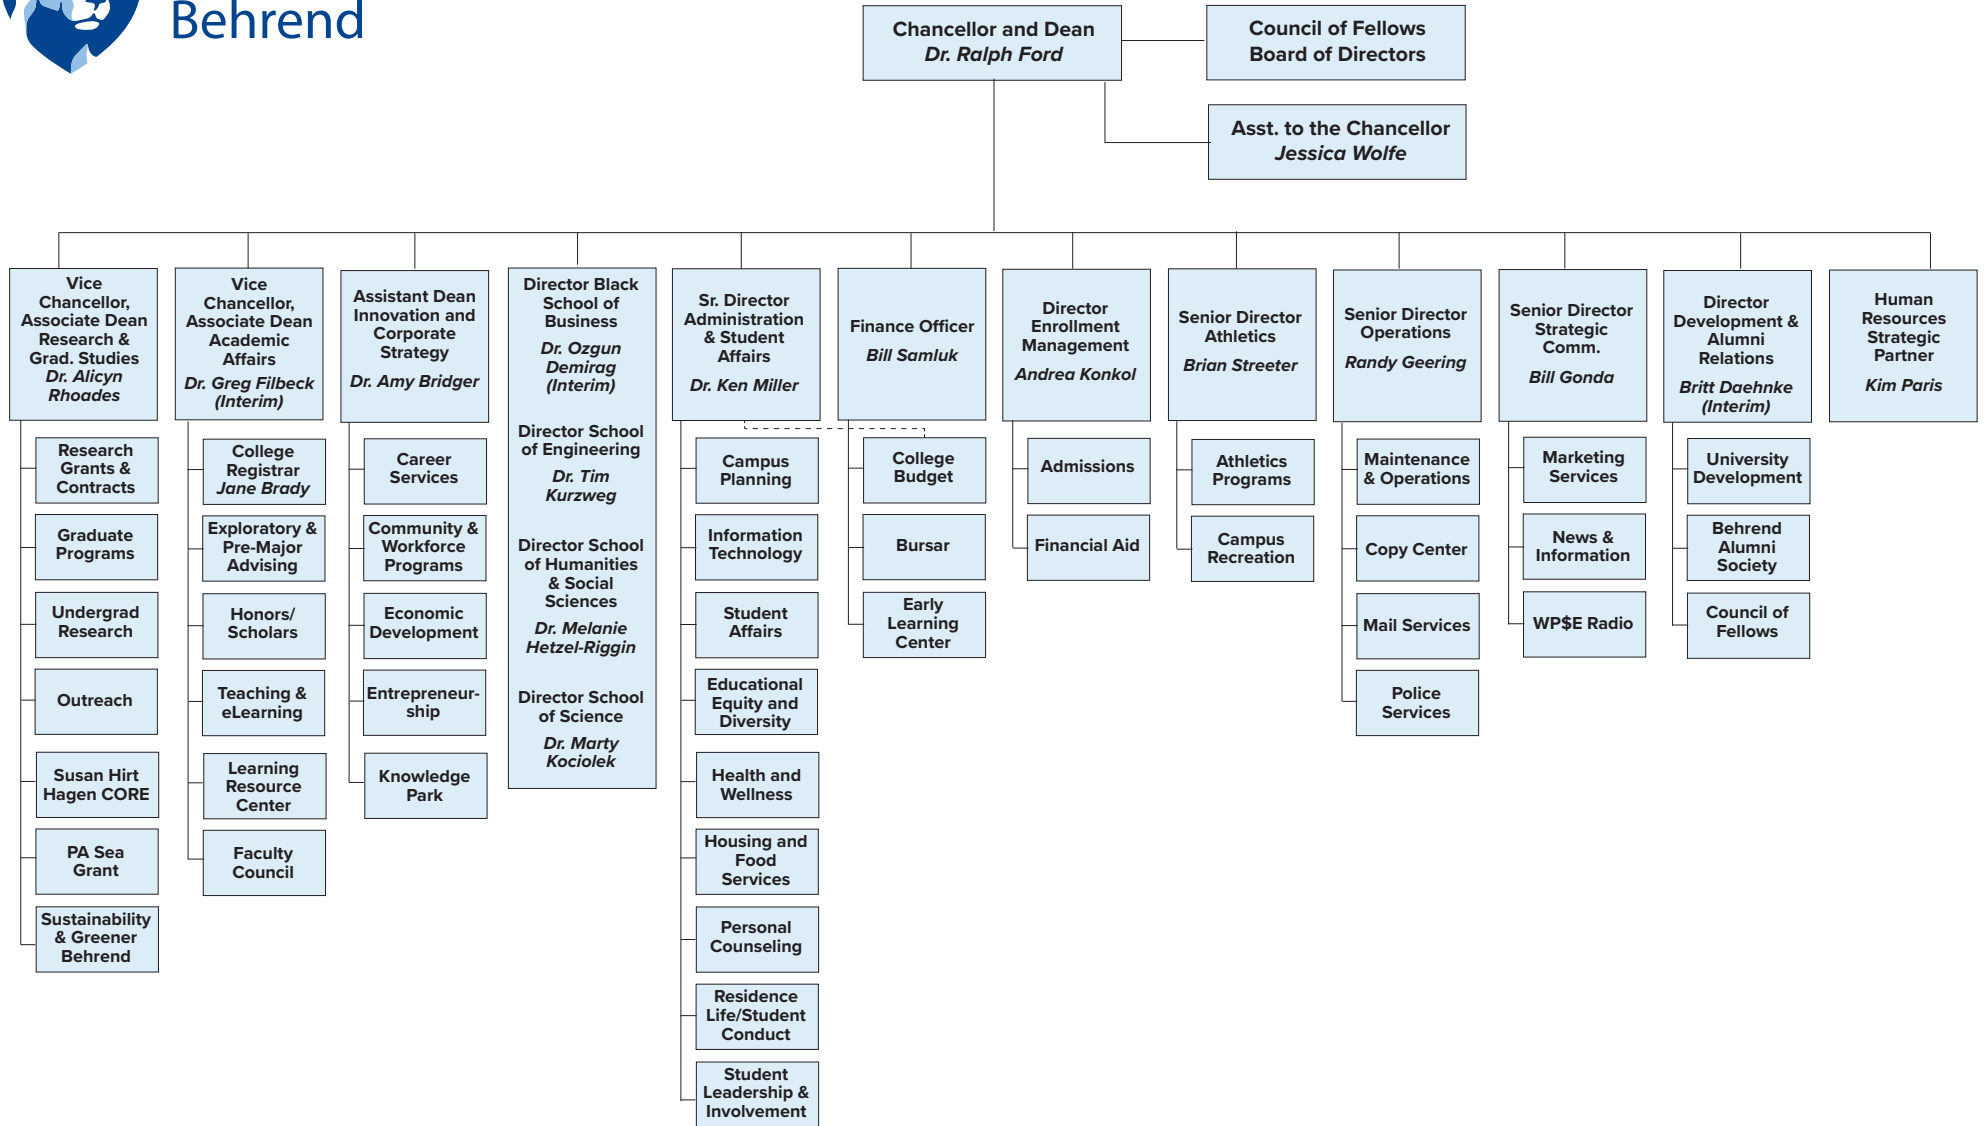 Behrend
Chancellor and Dean
Dr. Ralph Ford
Council of Fellows
Board of Directors
Asst. to the Chancellor
Jessica Wolfe
Vice
Chancellor,
Associate Dean
Research &
Grad. Studies
Dr. Alicyn
Rhoades
Research
Grants &
Contracts
Graduate
Programs
Undergrad
Research
Outreach
Susan Hirt
Hagen CORE
PA Sea
Grant
Sustainability
& Greener
Behrend
Vice
Chancellor,
Associate Dean
Academic
Affairs
Dr. Greg Filbeck
(Interim)
College
Registrar
Jane Brady
Exploratory &
Pre-Major
Advising
Honors/
Scholars
Teaching &
eLearning
Learning
Resource
Center
Faculty
Council
Assistant Dean
Innovation and
Corporate
Strategy
Dr. Amy Bridger
Career
Services
Community &
Workforce
Programs
Economic
Development
Entrepreneur-
ship
Knowledge
Park
Director Black
School of
Business
Dr. Ozgun
Demirag
(Interim)
Director School
of Engineering
Dr. Tim
Kurzweg
Director School
of Humanities
& Social
Sciences
Dr. Melanie
Hetzel-Riggin
Director School
of Science
Dr. Marty
Kociolek
Sr. Director
Administration
& Student
Affairs
Dr. Ken Miller
Campus
Planning
Information
Technology
Student
Affairs
Educational
Equity and
Diversity
Health and
Wellness
Housing and
Food
Services
Personal
Counseling
Residence
Life/Student
Conduct
Student
Leadership &
Involvement
Finance Officer
Bill Samluk
College
Budget
Bursar
Early
Learning
Center
Director
Enrollment
Management
Andrea Konkol
Admissions
Financial Aid
Senior Director
Athletics
Brian Streeter
Athletics
Programs
Campus
Recreation
Senior Director
Operations
Randy Geering
Maintenance
& Operations
Copy Center
Mail Services
Police
Services
Senior Director
Strategic
Comm.
Bill Gonda
Marketing
Services
News &
Information
WP$E Radio
Director
Development &
Alumni
Relations
Britt Daehnke
(Interim)
University
Development
Behrend
Alumni
Society
Council of
Fellows
Human
Resources
Strategic
Partner
Kim Paris